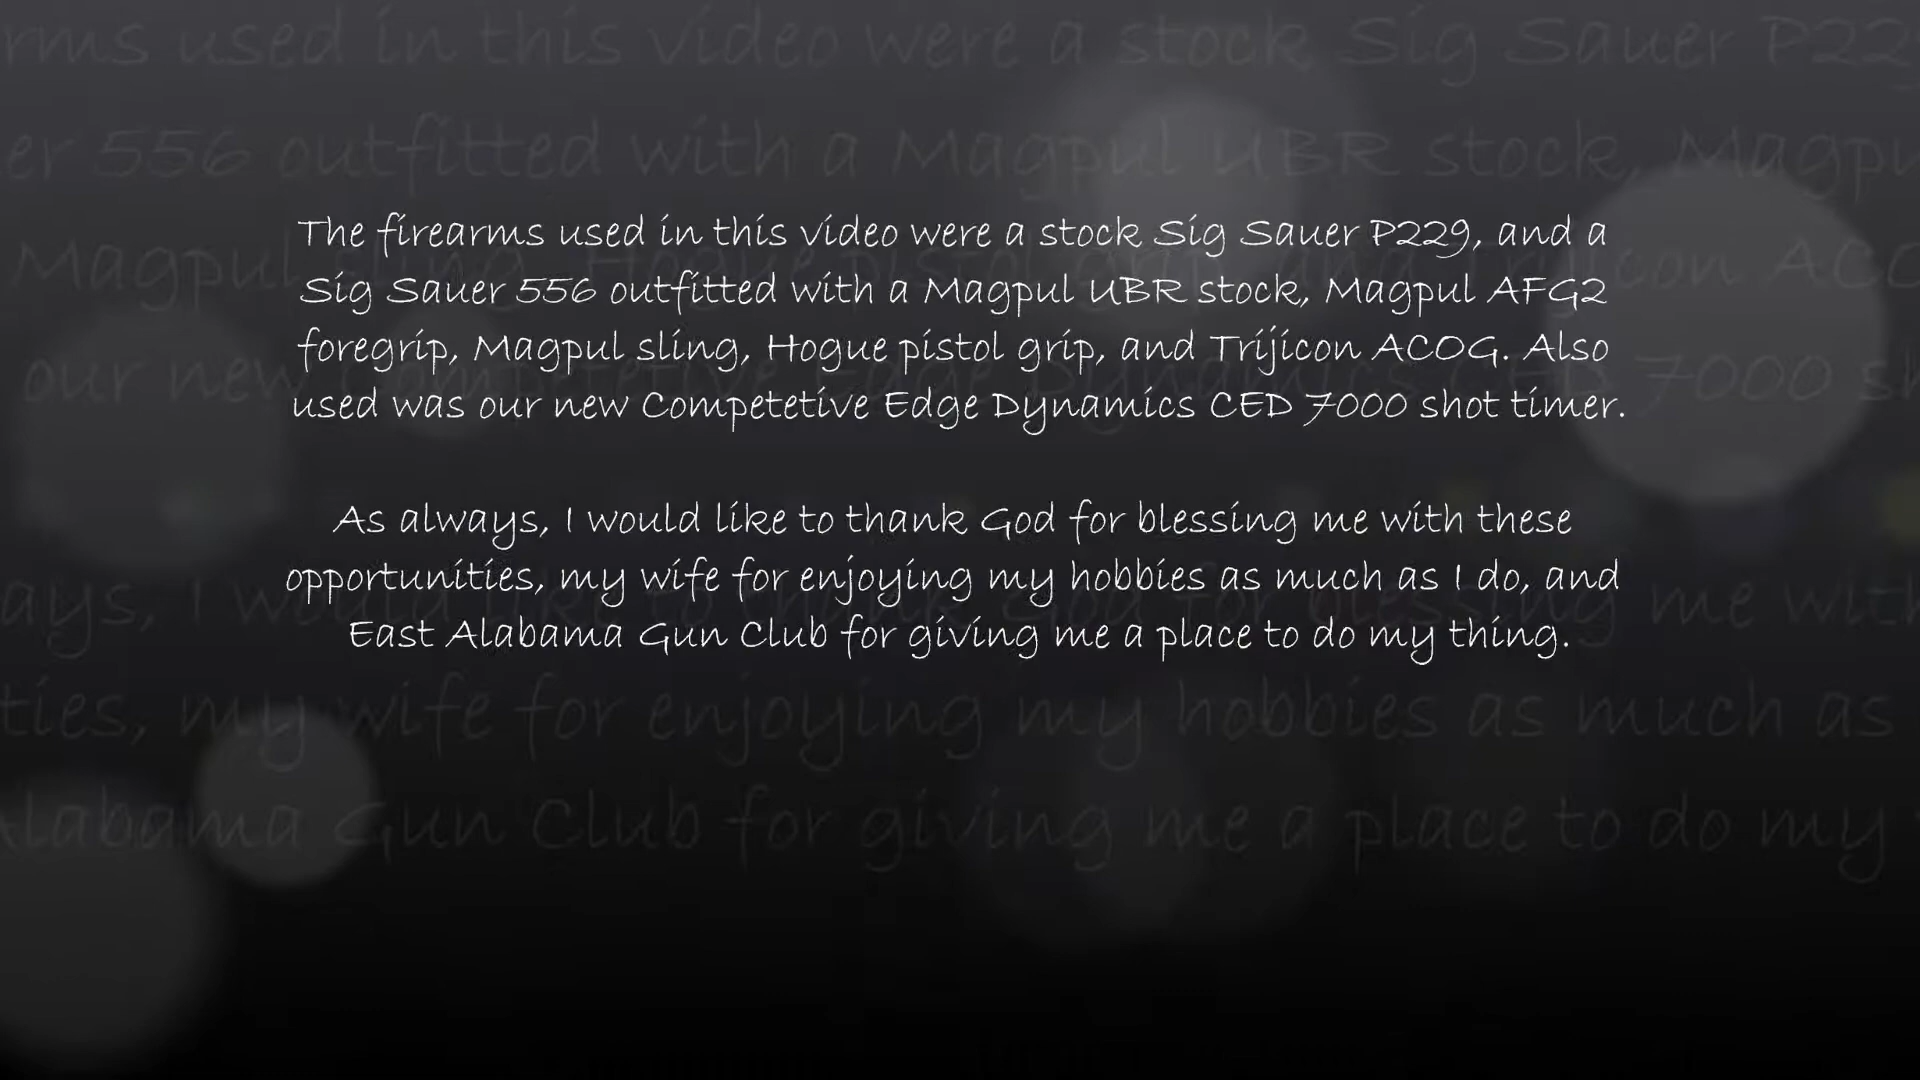 The firearms used in this video were a stock Sig Sauer P229, and a
Sig Sauer 556 outfitted with a Magpul UBR stock, Magpul AFG2
foregrip, Magpul sling, Hogue pistol grip, and Trijicon ACOG. Also
used was our new Competetive Edge Dynamics CED 7000 shot timer.
As always, I would like to thank God for blessing me with these
opportunities, my wife for enjoying my hobbies as much as I do, and
East Alabama Gun Club for giving me a place to do my thing.